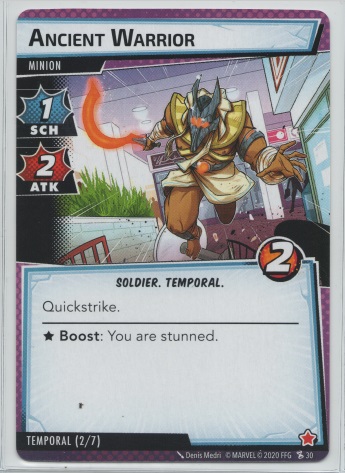 ANCIENT WARRIOR
MINION
1
SCH
2
ATK
2
SOLDIER. TEMPORAL.
Quickstrike.
★ Boost: You are stunned.
TEMPORAL (2/7)
Denis Medri © MARVEL © 2020 FFG 30